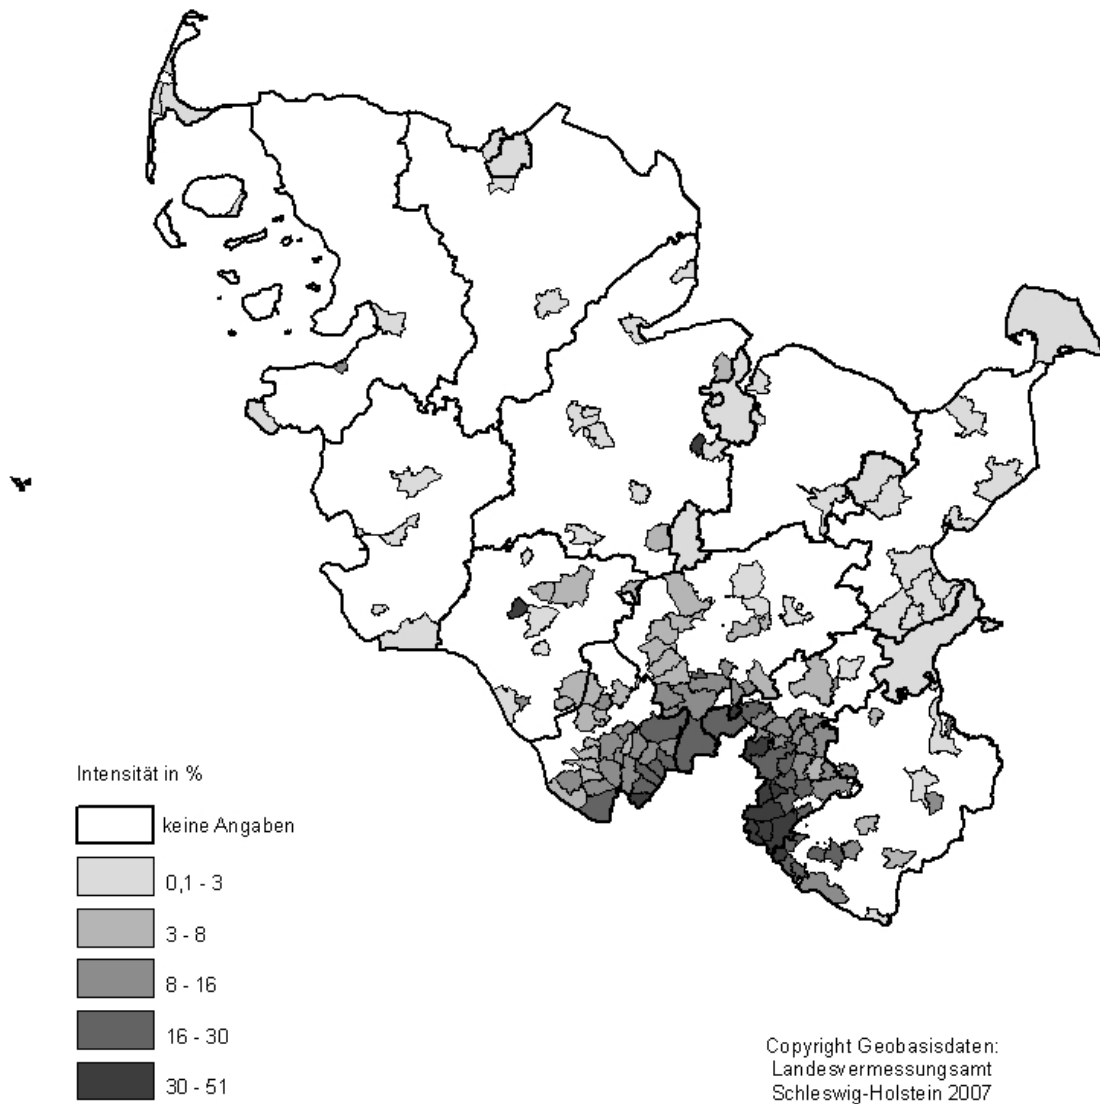 Intensität in %
keine Angaben
0,1 - 3
3 - 8
8 - 16
16 - 30
30 - 51
Copyright Geobasisdaten:
Landesvermessungsamt
Schleswig-Holstein 2007